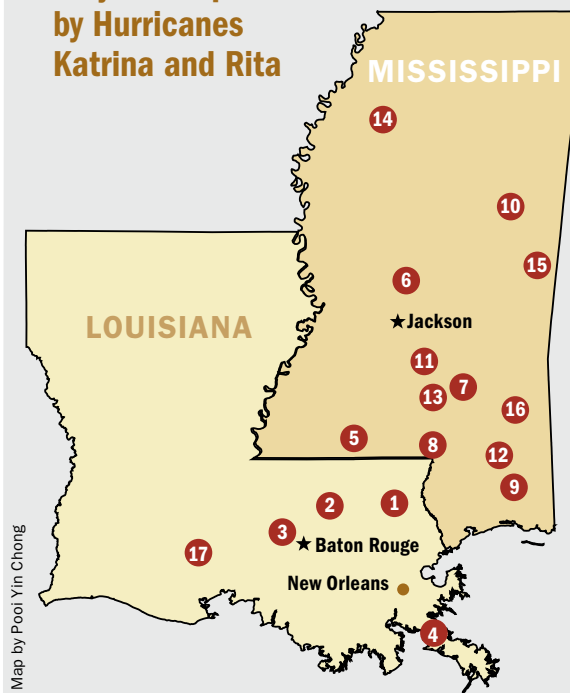 by Hurricanes
Katrina and Rita
MISSISSIPPI
14
10
15
6
LOUISIANA
Jackson
11
7
13
16
5
8
12
9
2
1
3
Baton Rouge
17
New Orleans
4
Map by Pooi Yin Chong